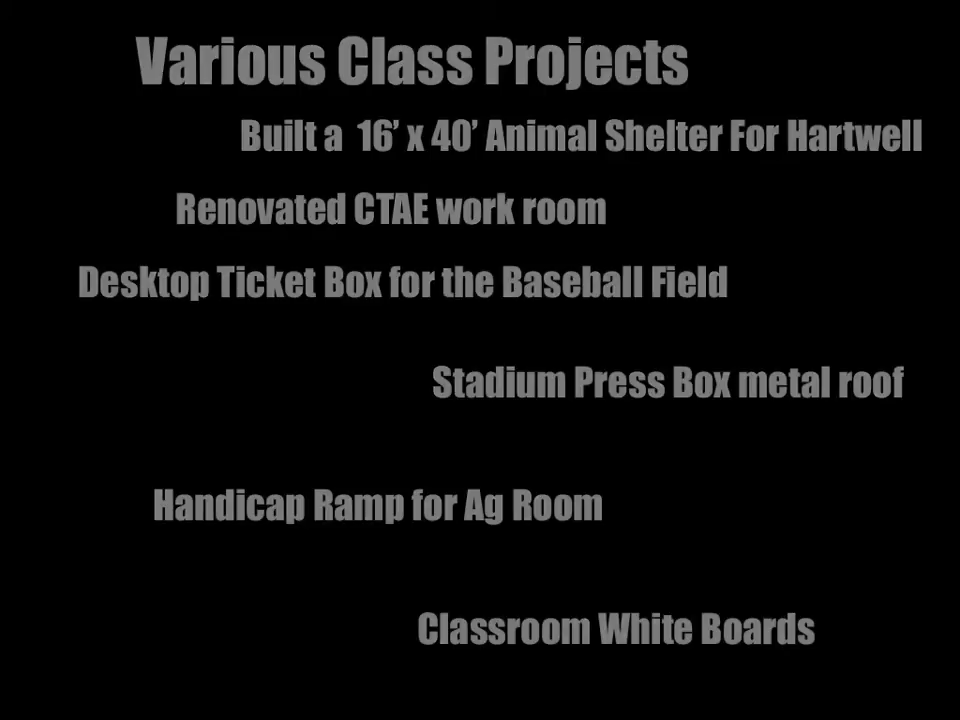 Various Class Projects
Built a  16’ x 40’ Animal Shelter For Hartwell
Renovated CTAE work room
Desktop Ticket Box for the Baseball Field
Stadium Press Box metal roof
Handicap Ramp for Ag Room
Classroom White Boards